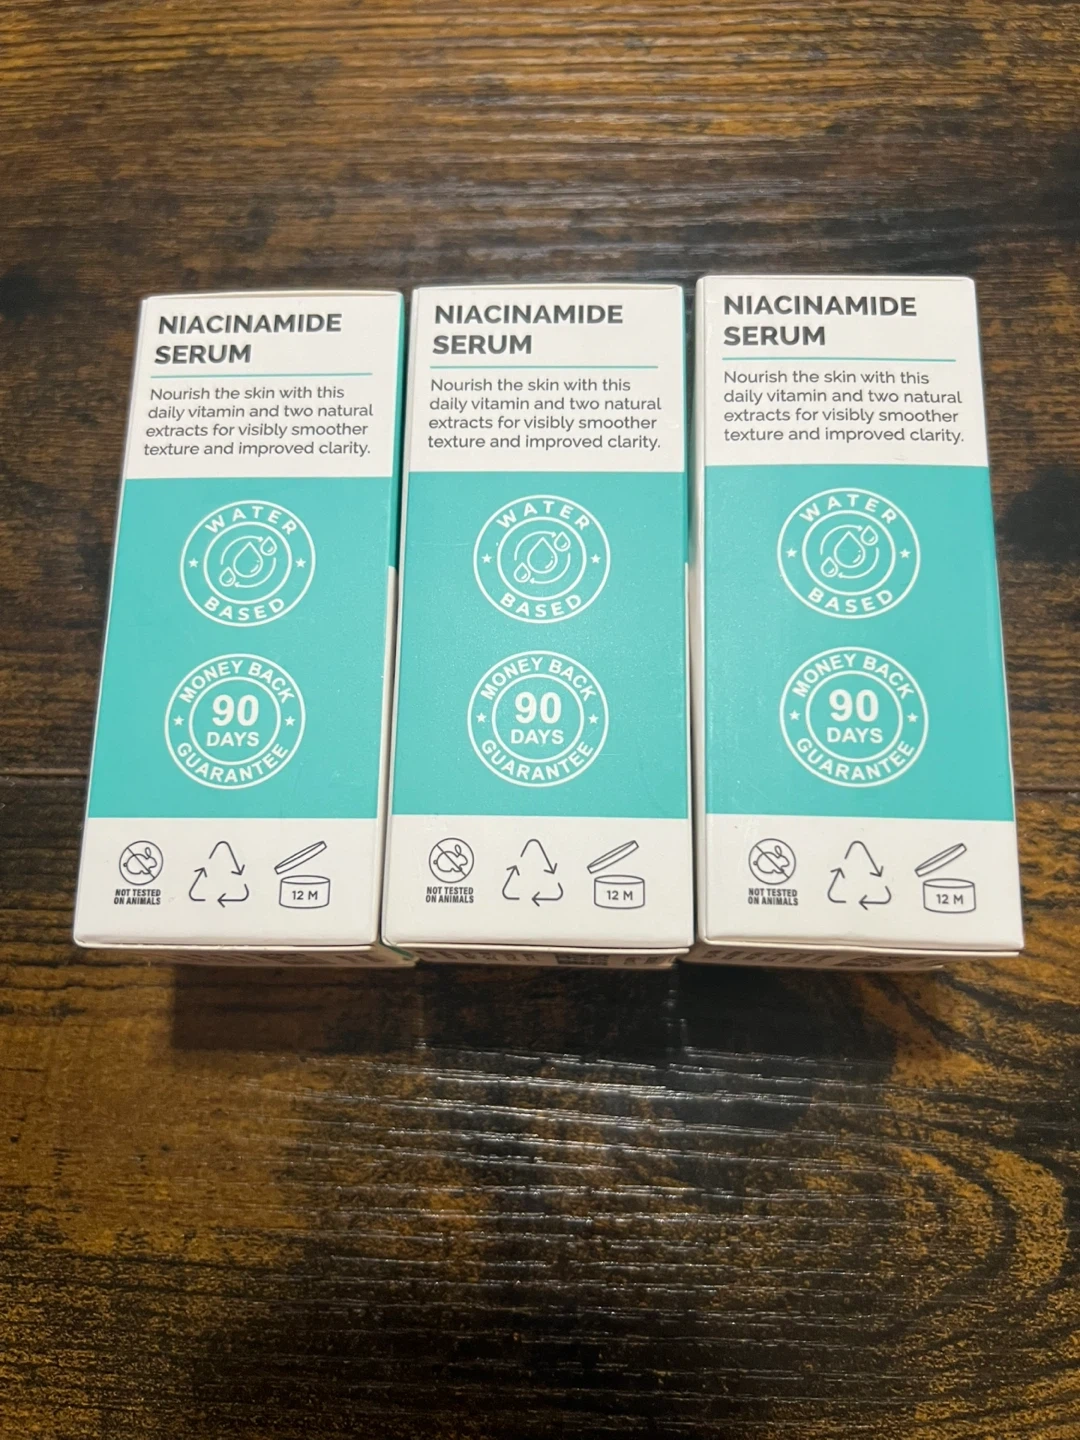 NIACINAMIDE
SERUM
Nourish the skin with this
daily vitamin and two natural
extracts for visibly smoother
texture and improved clarity.
WATER
BASED
MONEY BACK
90
DAYS
GUARANTEE
NOT TESTED
ON ANIMALS
12 M
NIACINAMIDE
SERUM
Nourish the skin with this
daily vitamin and two natural
extracts for visibly smoother
texture and improved clarity.
WATER
BASED
MONEY BACK
90
DAYS
GUARANTEE
NOT TESTED
ON ANIMALS
12 M
NIACINAMIDE
SERUM
Nourish the skin with this
daily vitamin and two natural
extracts for visibly smoother
texture and improved clarity.
WATER
BASED
MONEY BACK
90
DAYS
GUARANTEE
NOT TESTED
ON ANIMALS
12 M